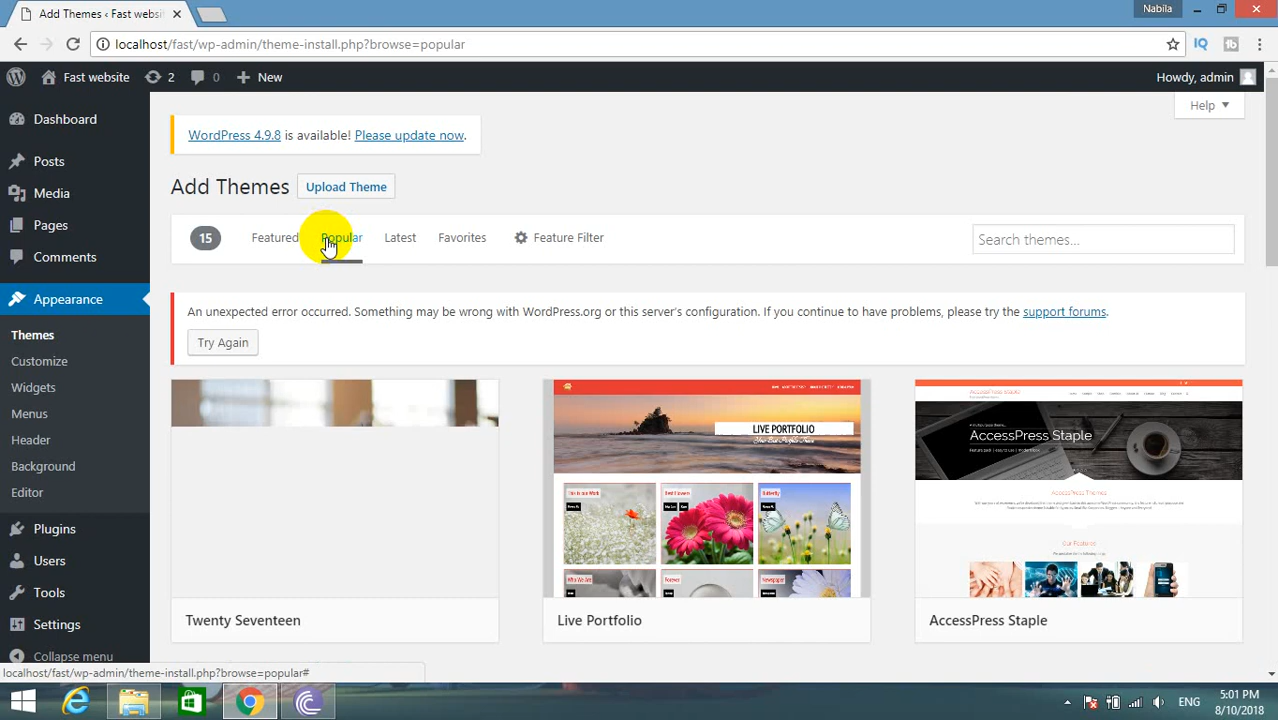 Add Themes ‹ Fast websit
Nabila
localhost/fast/wp-admin/theme-install.php?browse=popular
Fast website
2
0
New
Howdy, admin
Help
Dashboard
Posts
Media
Pages
Comments
Appearance
Themes
Customize
Widgets
Menus
Header
Background
Editor
Plugins
Users
Tools
Settings
Collapse menu
WordPress 4.9.8 is available! Please update now.
Add Themes Upload Theme
15 Featured Popular Latest Favorites Feature Filter Search themes...
An unexpected error occurred. Something may be wrong with WordPress.org or this server's configuration. If you continue to have problems, please try the support forums.
Try Again
LIVE PORTFOLIO
AccessPress Staple
AccessPress Themes
Our Features
Twenty Seventeen
Live Portfolio
AccessPress Staple
localhost/fast/wp-admin/theme-install.php?browse=popular#
ENG
5:01 PM
8/10/2018